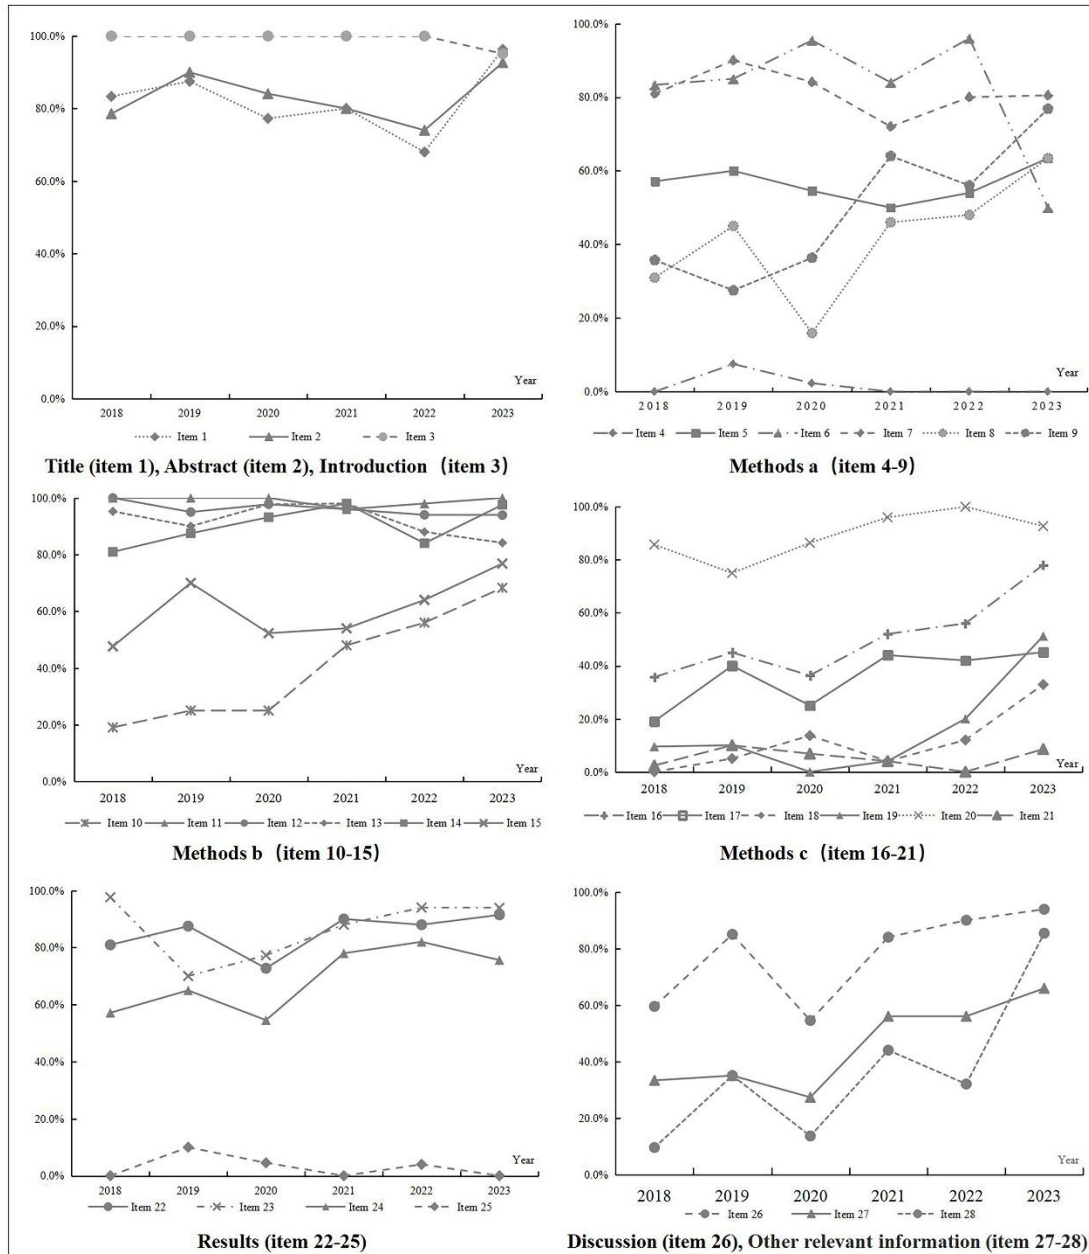 100.0%
80.0%
60.0%
40.0%
20.0%
0.0%
Year
2018 2019 2020 2021 2022 2023
Item 1 Item 2 Item 3
Title (item 1), Abstract (item 2), Introduction (item 3)
100.0%
80.0%
60.0%
40.0%
20.0%
0.0%
Year
2018 2019 2020 2021 2022 2023
Item 4 Item 5 Item 6 Item 7 Item 8 Item 9
Methods a (item 4-9)
100.0%
80.0%
60.0%
40.0%
20.0%
0.0%
Year
2018 2019 2020 2021 2022 2023
Item 10 Item 11 Item 12 Item 13 Item 14 Item 15
Methods b (item 10-15)
100.0%
80.0%
60.0%
40.0%
20.0%
0.0%
Year
2018 2019 2020 2021 2022 2023
Item 16 Item 17 Item 18 Item 19 Item 20 Item 21
Methods c (item 16-21)
100.0%
80.0%
60.0%
40.0%
20.0%
0.0%
Year
2018 2019 2020 2021 2022 2023
Item 22 Item 23 Item 24 Item 25
Results (item 22-25)
100.0%
80.0%
60.0%
40.0%
20.0%
0.0%
Year
2018 2019 2020 2021 2022 2023
Item 26 Item 27 Item 28
Discussion (item 26), Other relevant information (item 27-28)